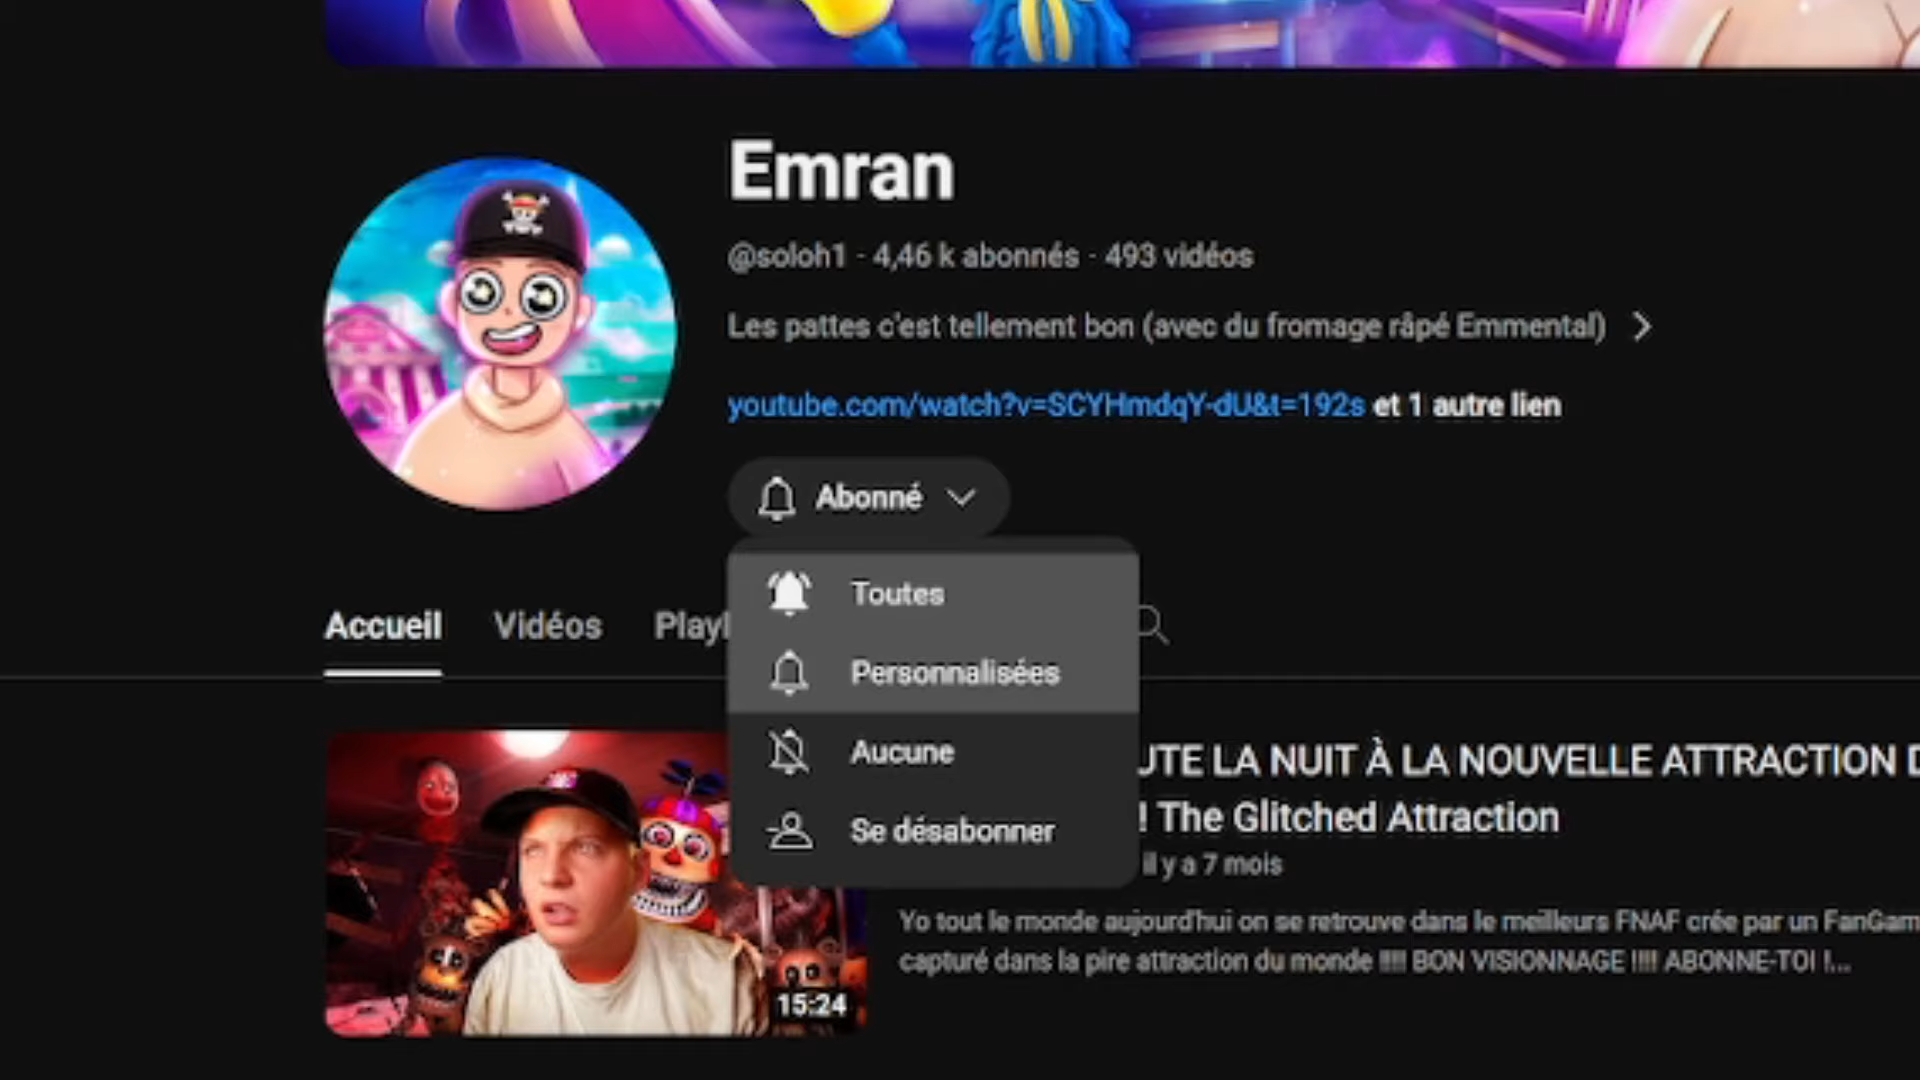 Emran
@soloh1 - 4,46 k abonnés - 493 vidéos
Les pattes c'est tellement bon (avec du fromage râpé Emmental)
youtube.com/watch?v=SCYHmdqY-dU&t=192s et 1 autre lien
Abonné
Toutes
Personnalisées
Aucune
Se désabonner
Accueil Vidéos Playl
UTE LA NUIT À LA NOUVELLE ATTRACTION D
! The Glitched Attraction
il y a 7 mois
Yo tout le monde aujourd'hui on se retrouve dans le meilleurs FNAF crée par un FanGam
capturé dans la pire attraction du monde !!!!! BON VISIONNAGE !!!! ABONNE-TOI !...
15:24